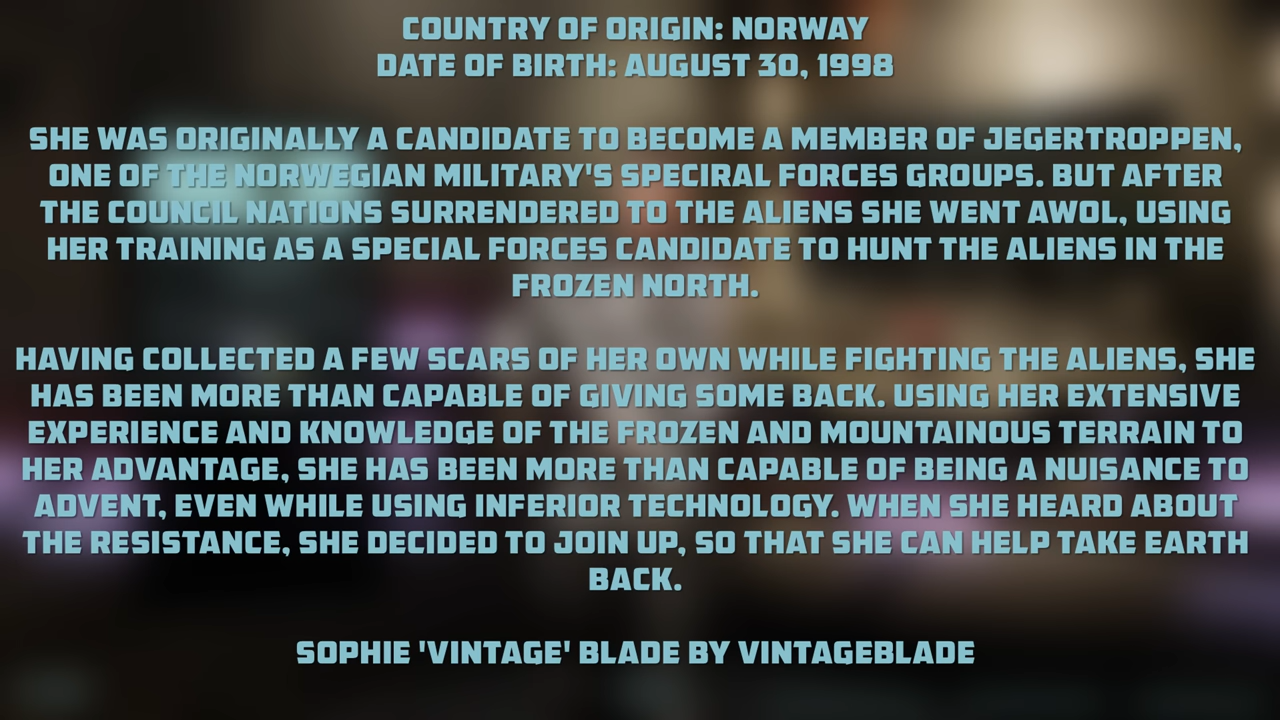 COUNTRY OF ORIGIN: NORWAY
DATE OF BIRTH: AUGUST 30, 1998
SHE WAS ORIGINALLY A CANDIDATE TO BECOME A MEMBER OF JEGERTROPPEN,
ONE OF THE NORWEGIAN MILITARY'S SPECIRAL FORCES GROUPS. BUT AFTER
THE COUNCIL NATIONS SURRENDERED TO THE ALIENS SHE WENT AWOL, USING
HER TRAINING AS A SPECIAL FORCES CANDIDATE TO HUNT THE ALIENS IN THE
FROZEN NORTH.
HAVING COLLECTED A FEW SCARS OF HER OWN WHILE FIGHTING THE ALIENS, SHE
HAS BEEN MORE THAN CAPABLE OF GIVING SOME BACK. USING HER EXTENSIVE
EXPERIENCE AND KNOWLEDGE OF THE FROZEN AND MOUNTAINOUS TERRAIN TO
HER ADVANTAGE, SHE HAS BEEN MORE THAN CAPABLE OF BEING A NUISANCE TO
ADVENT, EVEN WHILE USING INFERIOR TECHNOLOGY. WHEN SHE HEARD ABOUT
THE RESISTANCE, SHE DECIDED TO JOIN UP, SO THAT SHE CAN HELP TAKE EARTH
BACK.
SOPHIE 'VINTAGE' BLADE BY VINTAGEBLADE